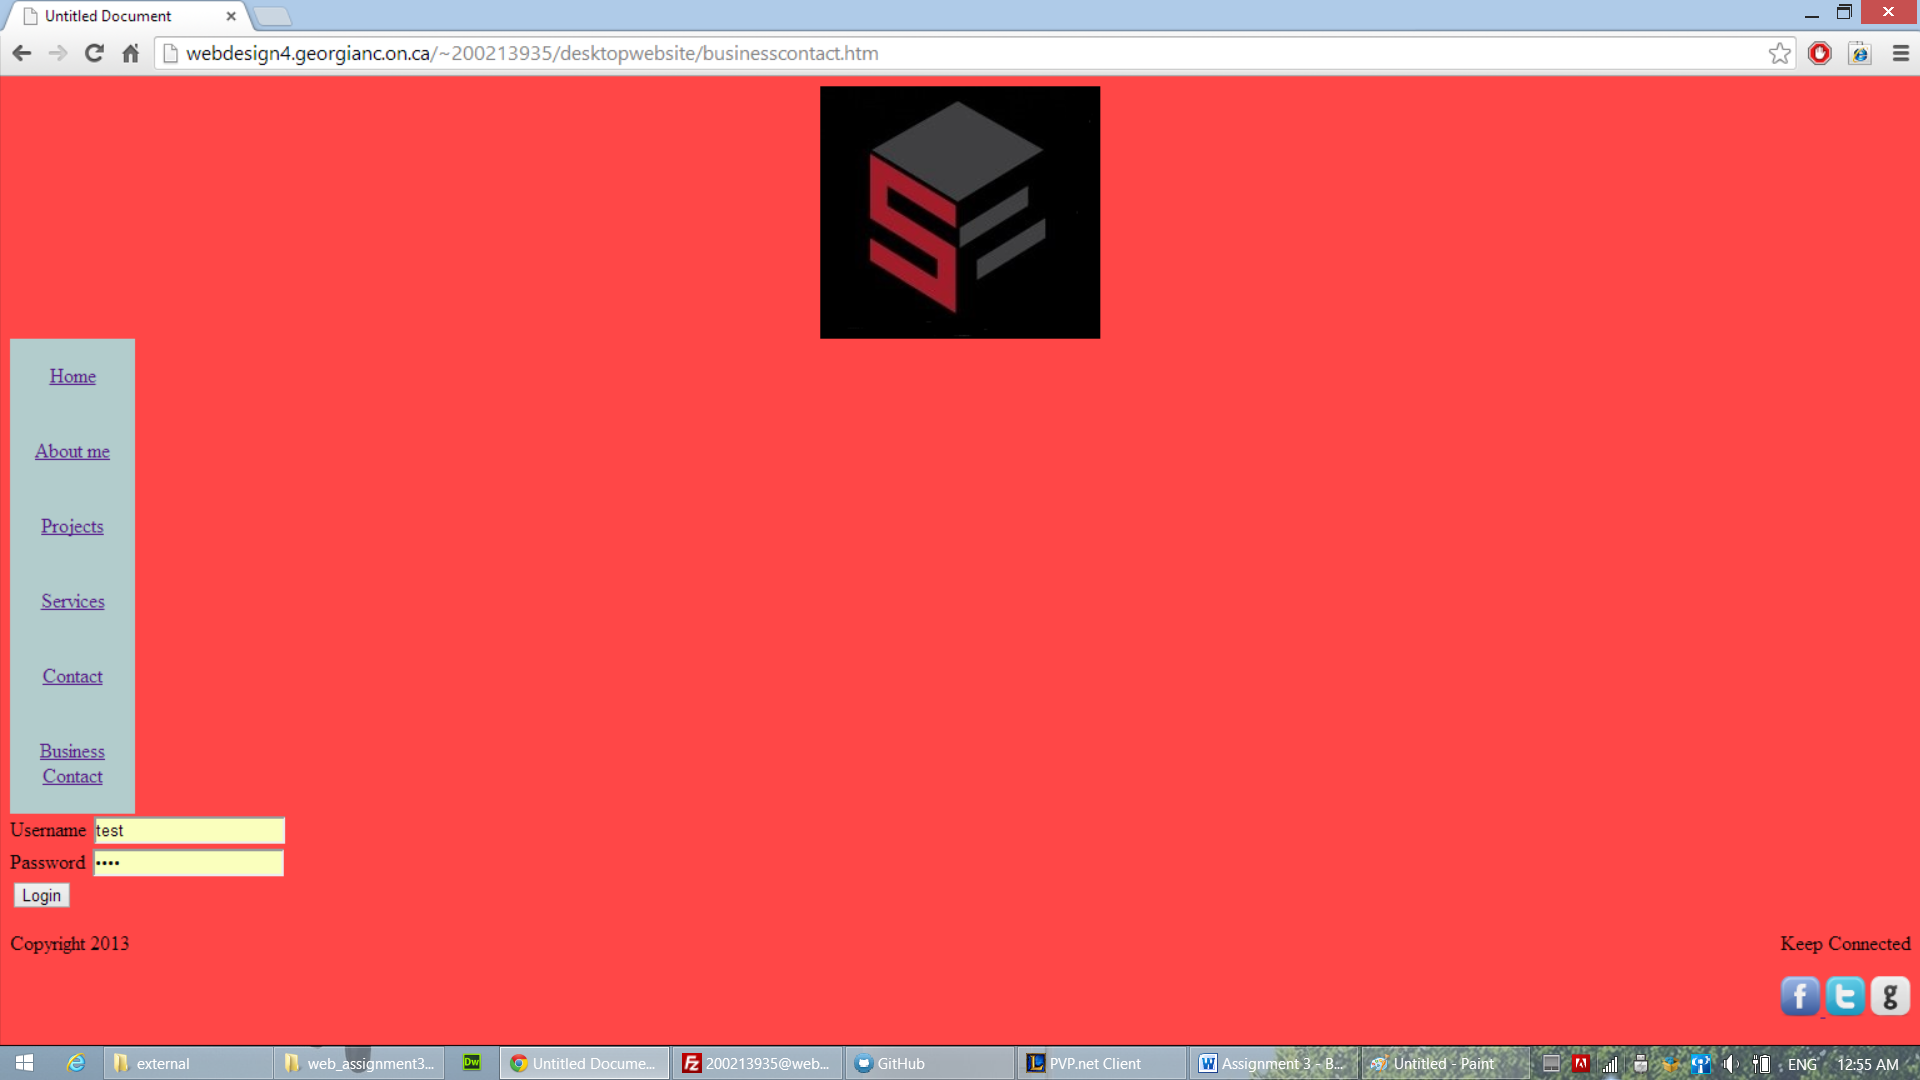 Untitled Document
webdesign4.georgianc.on.ca/~200213935/desktopwebsite/businesscontact.htm
Home
About me
Projects
Services
Contact
Business
Contact
Username test
Password ••••
Login
Copyright 2013
Keep Connected
f t g
external
web_assignment3...
Dw
Untitled Docume...
200213935@web...
GitHub
PVP.net Client
Assignment 3 - B...
Untitled - Paint
ENG
12:55 AM